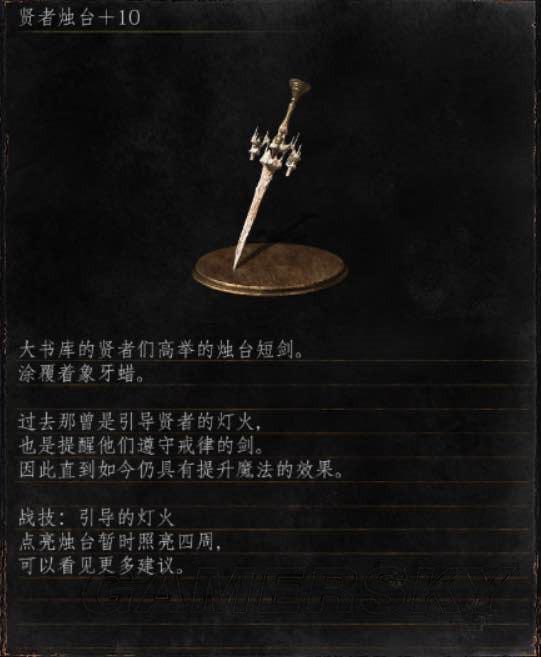 贤者烛台＋10
大书库的贤者们高举的烛台短剑。
涂覆着象牙蜡。
过去那曾是引导贤者的灯火，
也是提醒他们遵守戒律的剑。
因此直到如今仍具有提升魔法的效果。
战技：引导的灯火
点亮烛台暂时照亮四周，
可以看见更多建议。
GAMERSKY